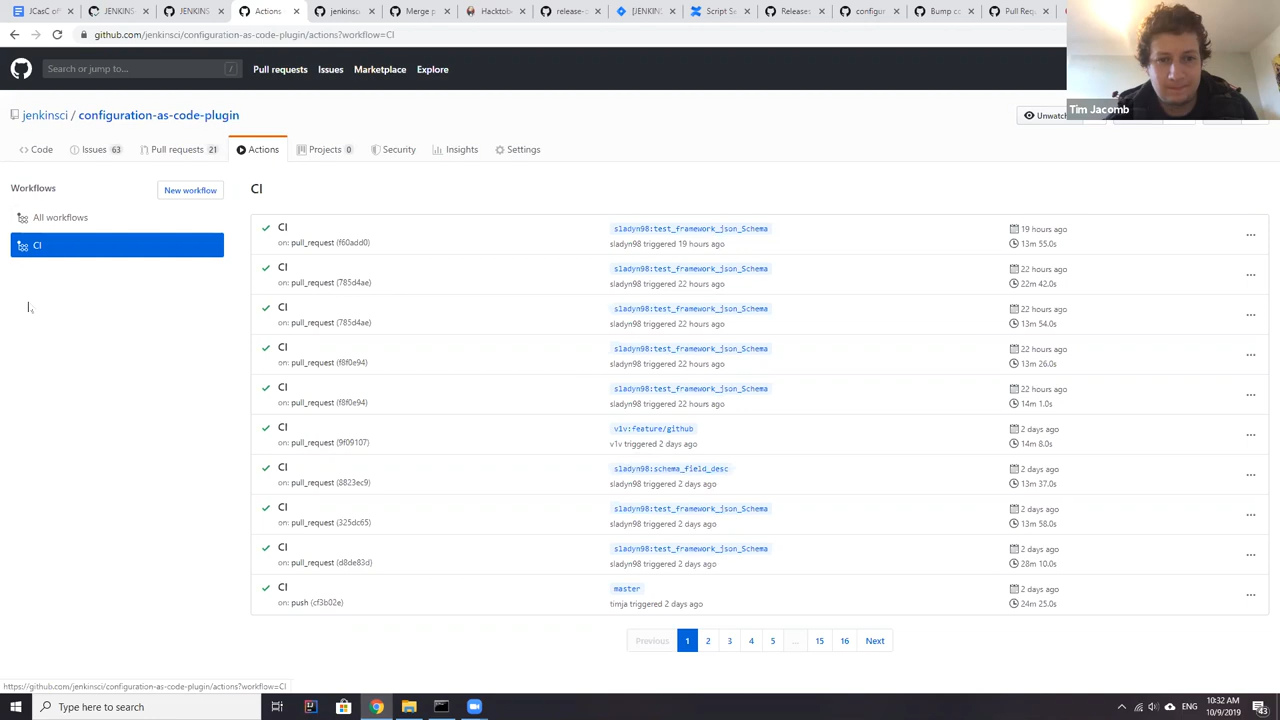 JCasC of
JENKINS
JENKINS
Actions
jenkinsc
Merge p
Hacktob
release-
[JENKIN
Script Se
Releases
configur
Bump co
Pull Req
github.com/jenkinsci/configuration-as-code-plugin/actions?workflow=CI
Search or jump to...
/
Pull requests
Issues
Marketplace
Explore
Tim Jacomb
jenkinsci / configuration-as-code-plugin
Unwatch
Code
Issues 63
Pull requests 21
Actions
Projects 0
Security
Insights
Settings
Workflows
New workflow
All workflows
CI
CI
CI
on: pull_request (f60add0)
sladyn98:test_framework_json_Schema
sladyn98 triggered 19 hours ago
19 hours ago
13m 55.0s
...
CI
on: pull_request (785d4ae)
sladyn98:test_framework_json_Schema
sladyn98 triggered 22 hours ago
22 hours ago
22m 42.0s
...
CI
on: pull_request (785d4ae)
sladyn98:test_framework_json_Schema
sladyn98 triggered 22 hours ago
22 hours ago
13m 54.0s
...
CI
on: pull_request (f8f0e94)
sladyn98:test_framework_json_Schema
sladyn98 triggered 22 hours ago
22 hours ago
13m 26.0s
...
CI
on: pull_request (f8f0e94)
sladyn98:test_framework_json_Schema
sladyn98 triggered 22 hours ago
22 hours ago
14m 1.0s
...
CI
on: pull_request (9f09107)
v1v:feature/github
v1v triggered 2 days ago
2 days ago
14m 8.0s
...
CI
on: pull_request (8823ec9)
sladyn98:schema_field_desc
sladyn98 triggered 2 days ago
2 days ago
13m 37.0s
...
CI
on: pull_request (325dc65)
sladyn98:test_framework_json_Schema
sladyn98 triggered 2 days ago
2 days ago
13m 58.0s
...
CI
on: pull_request (d8de83d)
sladyn98:test_framework_json_Schema
sladyn98 triggered 2 days ago
2 days ago
28m 10.0s
...
CI
on: push (cf3b02e)
master
timja triggered 2 days ago
2 days ago
24m 25.0s
...
Previous 1 2 3 4 5 ... 15 16 Next
https://github.com/jenkinsci/configuration-as-code-plugin/actions?workflow=CI
Type here to search
ENG
10:32 AM
10/9/2019
43